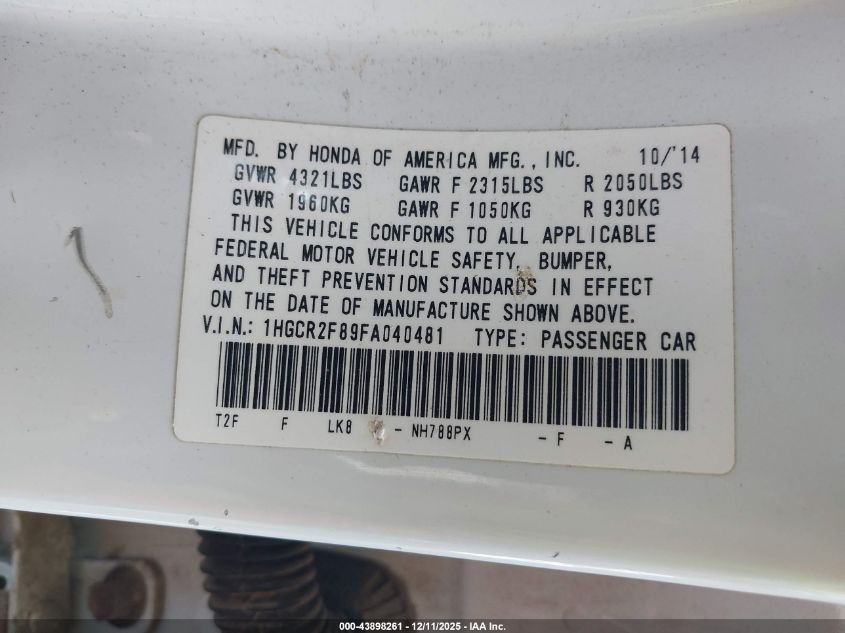 MFD. BY HONDA OF AMERICA MFG., INC. 10/'14
GVWR 4321LBS GAWR F 2315LBS R 2050LBS
GVWR 1960KG GAWR F 1050KG R 930KG
THIS VEHICLE CONFORMS TO ALL APPLICABLE
FEDERAL MOTOR VEHICLE SAFETY, BUMPER,
AND THEFT PREVENTION STANDARDS IN EFFECT
ON THE DATE OF MANUFACTURE SHOWN ABOVE.
V.I.N.: 1HGCR2F89FA040481 TYPE: PASSENGER CAR
T2F F LK8 - NH788PX - F - A
000-43898261 - 12/11/2025 - IAA Inc.